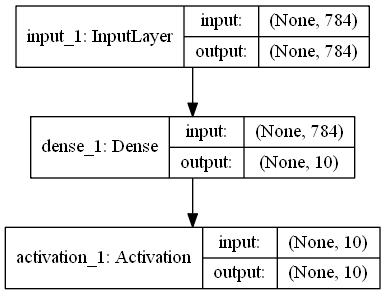 input_1: InputLayer
input: (None, 784)
output: (None, 784)
dense_1: Dense
input: (None, 784)
output: (None, 10)
activation_1: Activation
input: (None, 10)
output: (None, 10)